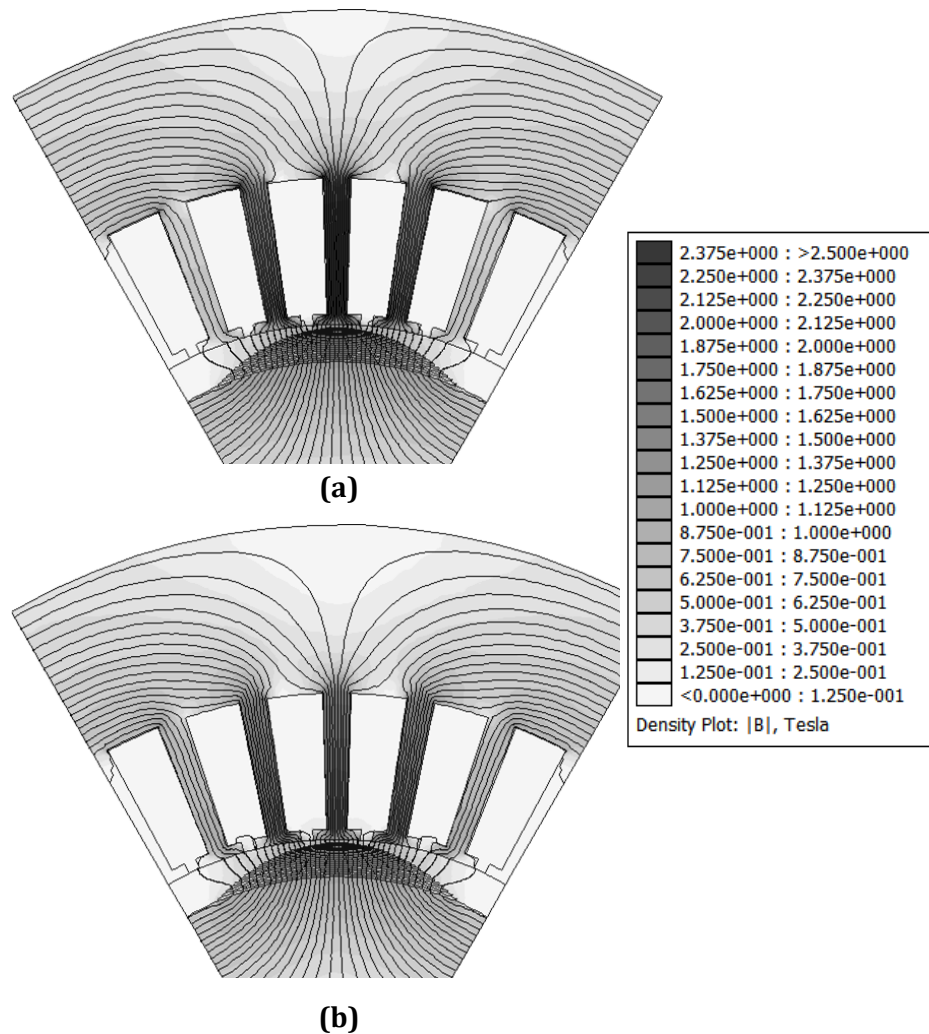 (a)
2.375e+000 : >2.500e+000
2.250e+000 : 2.375e+000
2.125e+000 : 2.250e+000
2.000e+000 : 2.125e+000
1.875e+000 : 2.000e+000
1.750e+000 : 1.875e+000
1.625e+000 : 1.750e+000
1.500e+000 : 1.625e+000
1.375e+000 : 1.500e+000
1.250e+000 : 1.375e+000
1.125e+000 : 1.250e+000
1.000e+000 : 1.125e+000
8.750e-001 : 1.000e+000
7.500e-001 : 8.750e-001
6.250e-001 : 7.500e-001
5.000e-001 : 6.250e-001
3.750e-001 : 5.000e-001
2.500e-001 : 3.750e-001
1.250e-001 : 2.500e-001
<0.000e+000 : 1.250e-001
Density Plot: |B|, Tesla
(b)